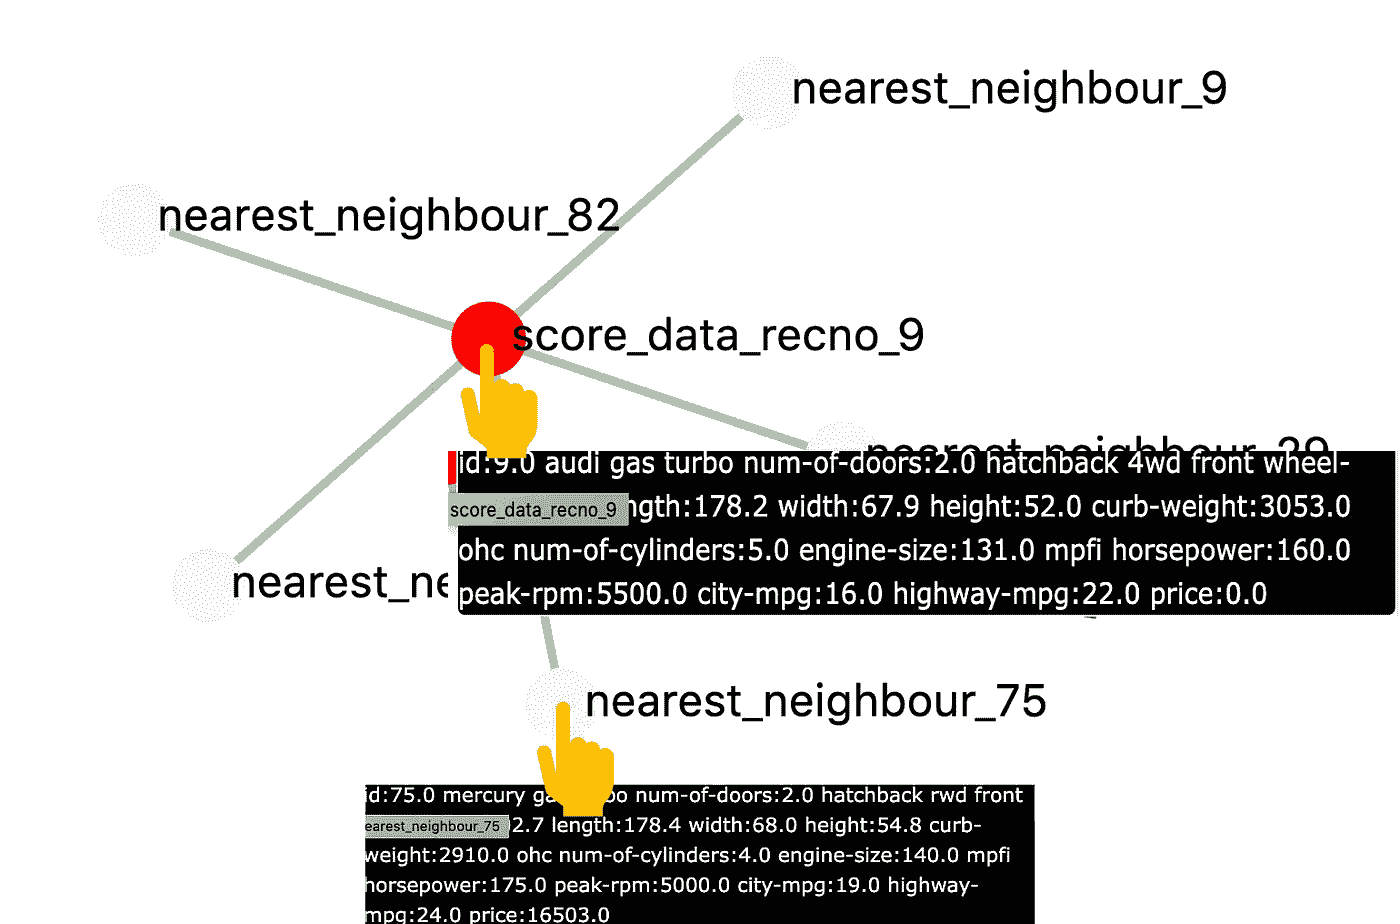 nearest_neighbour_9
nearest_neighbour_82
score_data_recno_9
nearest_neighbour_29
id:9.0 audi gas turbo num-of-doors:2.0 hatchback 4wd front wheel-
score_data_recno_9 ngth:178.2 width:67.9 height:52.0 curb-weight:3053.0
ohc num-of-cylinders:5.0 engine-size:131.0 mpfi horsepower:160.0
peak-rpm:5500.0 city-mpg:16.0 highway-mpg:22.0 price:0.0
nearest_ne
nearest_neighbour_75
id:75.0 mercury num-of-doors:2.0 hatchback rwd front
earest_neighbour_75 2.7 length:178.4 width:68.0 height:54.8 curb-
weight:2910.0 ohc num-of-cylinders:4.0 engine-size:140.0 mpfi
horsepower:175.0 peak-rpm:5000.0 city-mpg:19.0 highway-
mpg:24.0 price:16503.0